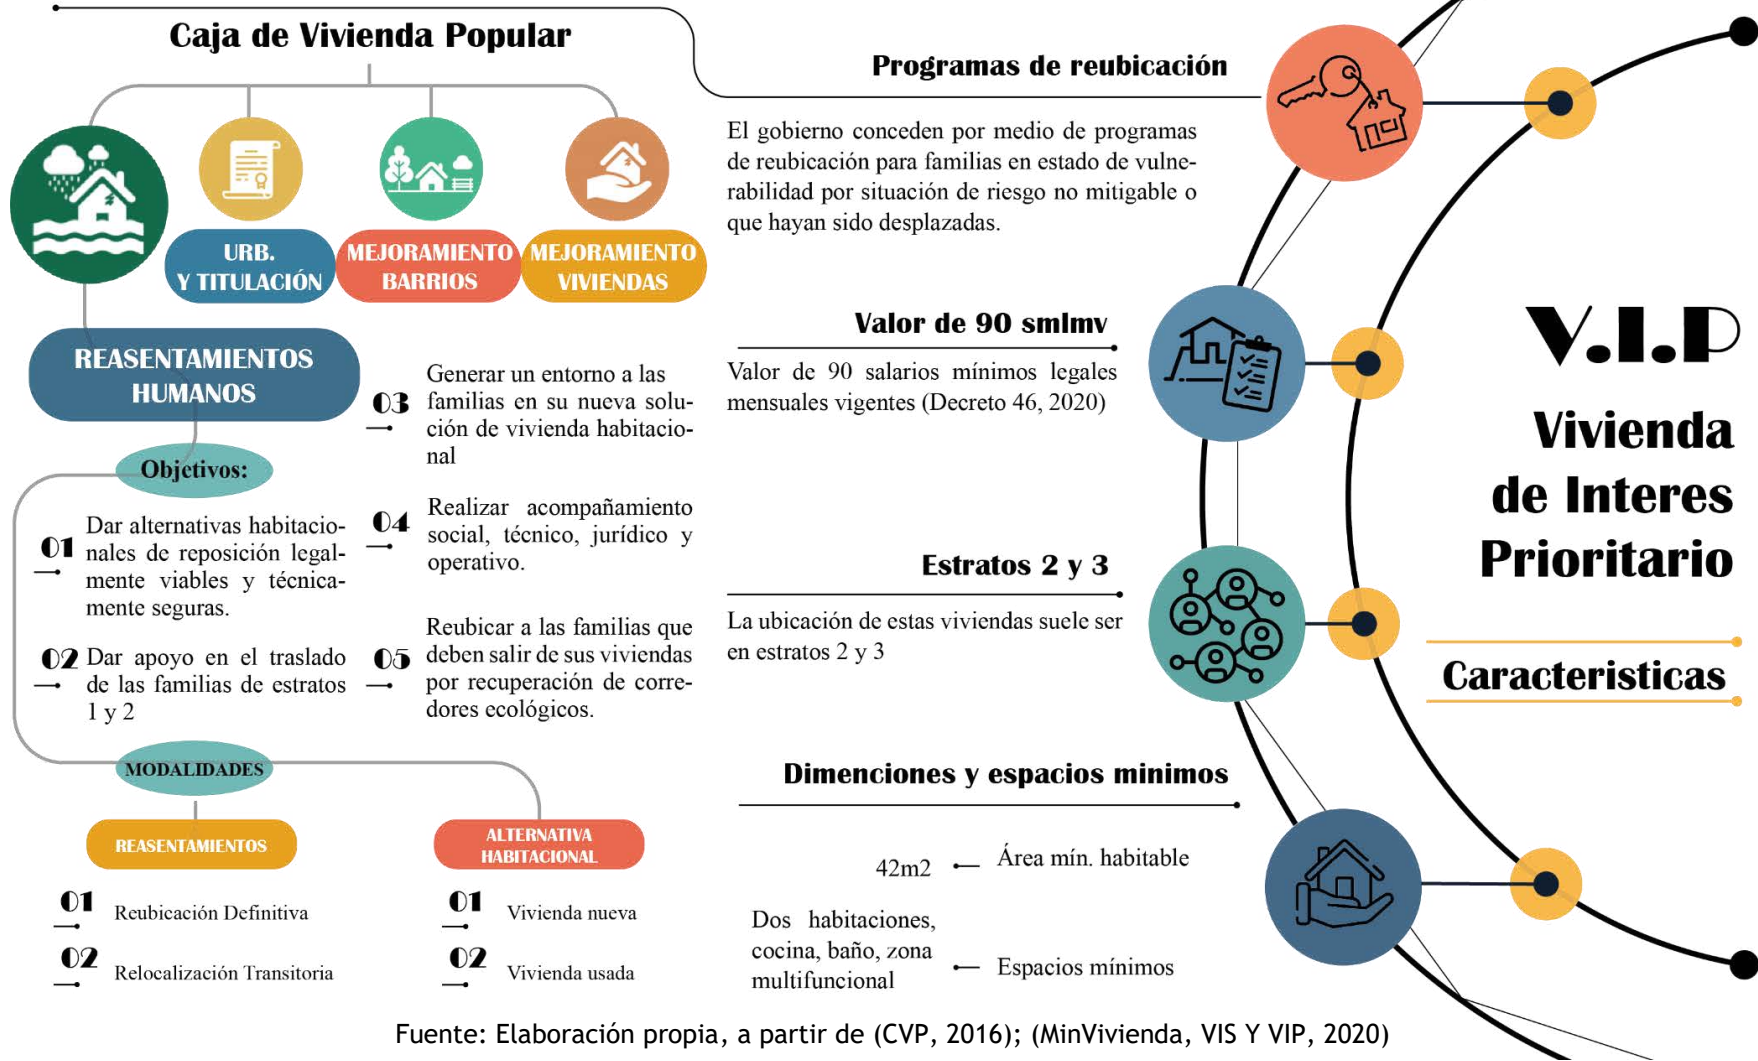 Caja de Vivienda Popular
URB.
Y TITULACIÓN
MEJORAMIENTO
BARRIOS
MEJORAMIENTO
VIVIENDAS
REASENTAMIENTOS
HUMANOS
Objetivos:
01
Dar alternativas habitacio-
nales de reposición legal-
mente viables y técnica-
mente seguras.
02
Dar apoyo en el traslado
de las familias de estratos
1 y 2
03
Generar un entorno a las
familias en su nueva solu-
ción de vivienda habitacio-
nal
04
Realizar acompañamiento
social, técnico, jurídico y
operativo.
05
Reubicar a las familias que
deben salir de sus viviendas
por recuperación de corre-
dores ecológicos.
MODALIDADES
REASENTAMIENTOS
01
Reubicación Definitiva
02
Relocalización Transitoria
ALTERNATIVA
HABITACIONAL
01
Vivienda nueva
02
Vivienda usada
Programas de reubicación
El gobierno conceden por medio de programas
de reubicación para familias en estado de vulne-
rabilidad por situación de riesgo no mitigable o
que hayan sido desplazadas.
Valor de 90 smlmv
Valor de 90 salarios mínimos legales
mensuales vigentes (Decreto 46, 2020)
Estratos 2 y 3
La ubicación de estas viviendas suele ser
en estratos 2 y 3
Dimenciones y espacios minimos
42m2
Área mín. habitable
Dos habitaciones,
cocina, baño, zona
multifuncional
Espacios mínimos
V.I.P
Vivienda
de Interes
Prioritario
Caracteristicas
Fuente: Elaboración propia, a partir de (CVP, 2016); (MinVivienda, VIS Y VIP, 2020)